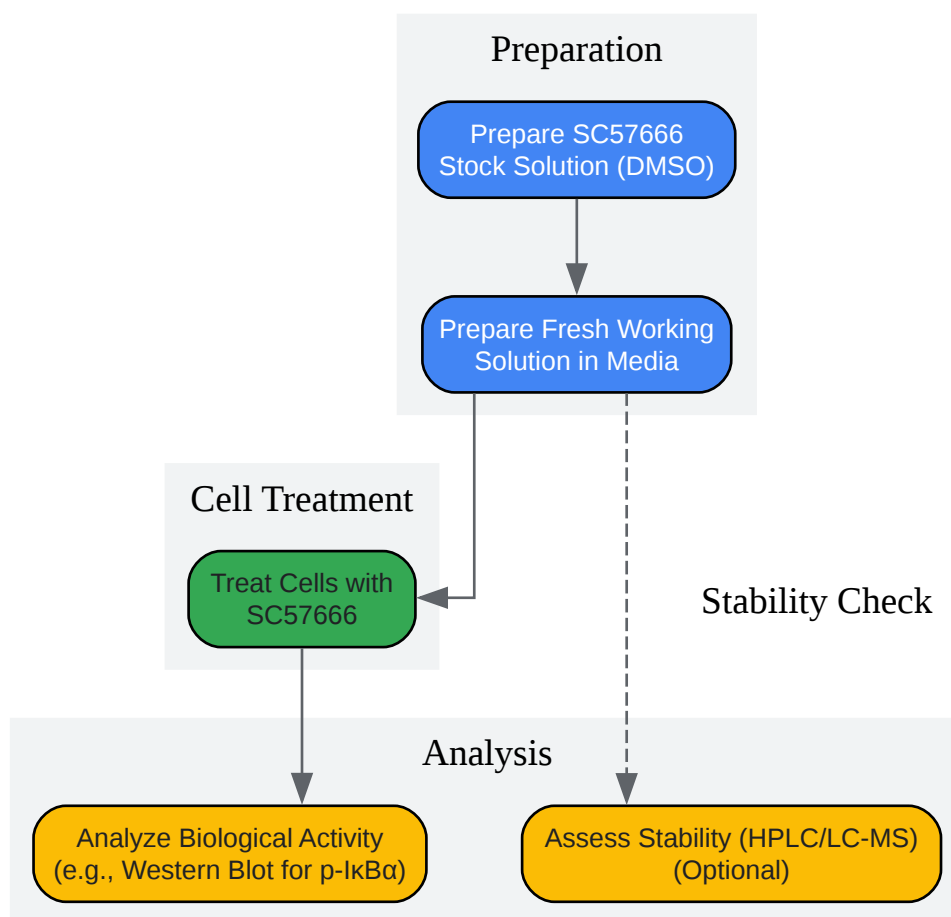 Preparation
Prepare SC57666
Stock Solution (DMSO)
Prepare Fresh Working
Solution in Media
Cell Treatment
Treat Cells with
SC57666
Stability Check
Analysis
Analyze Biological Activity
(e.g., Western Blot for p-IκBα)
Assess Stability (HPLC/LC-MS)
(Optional)